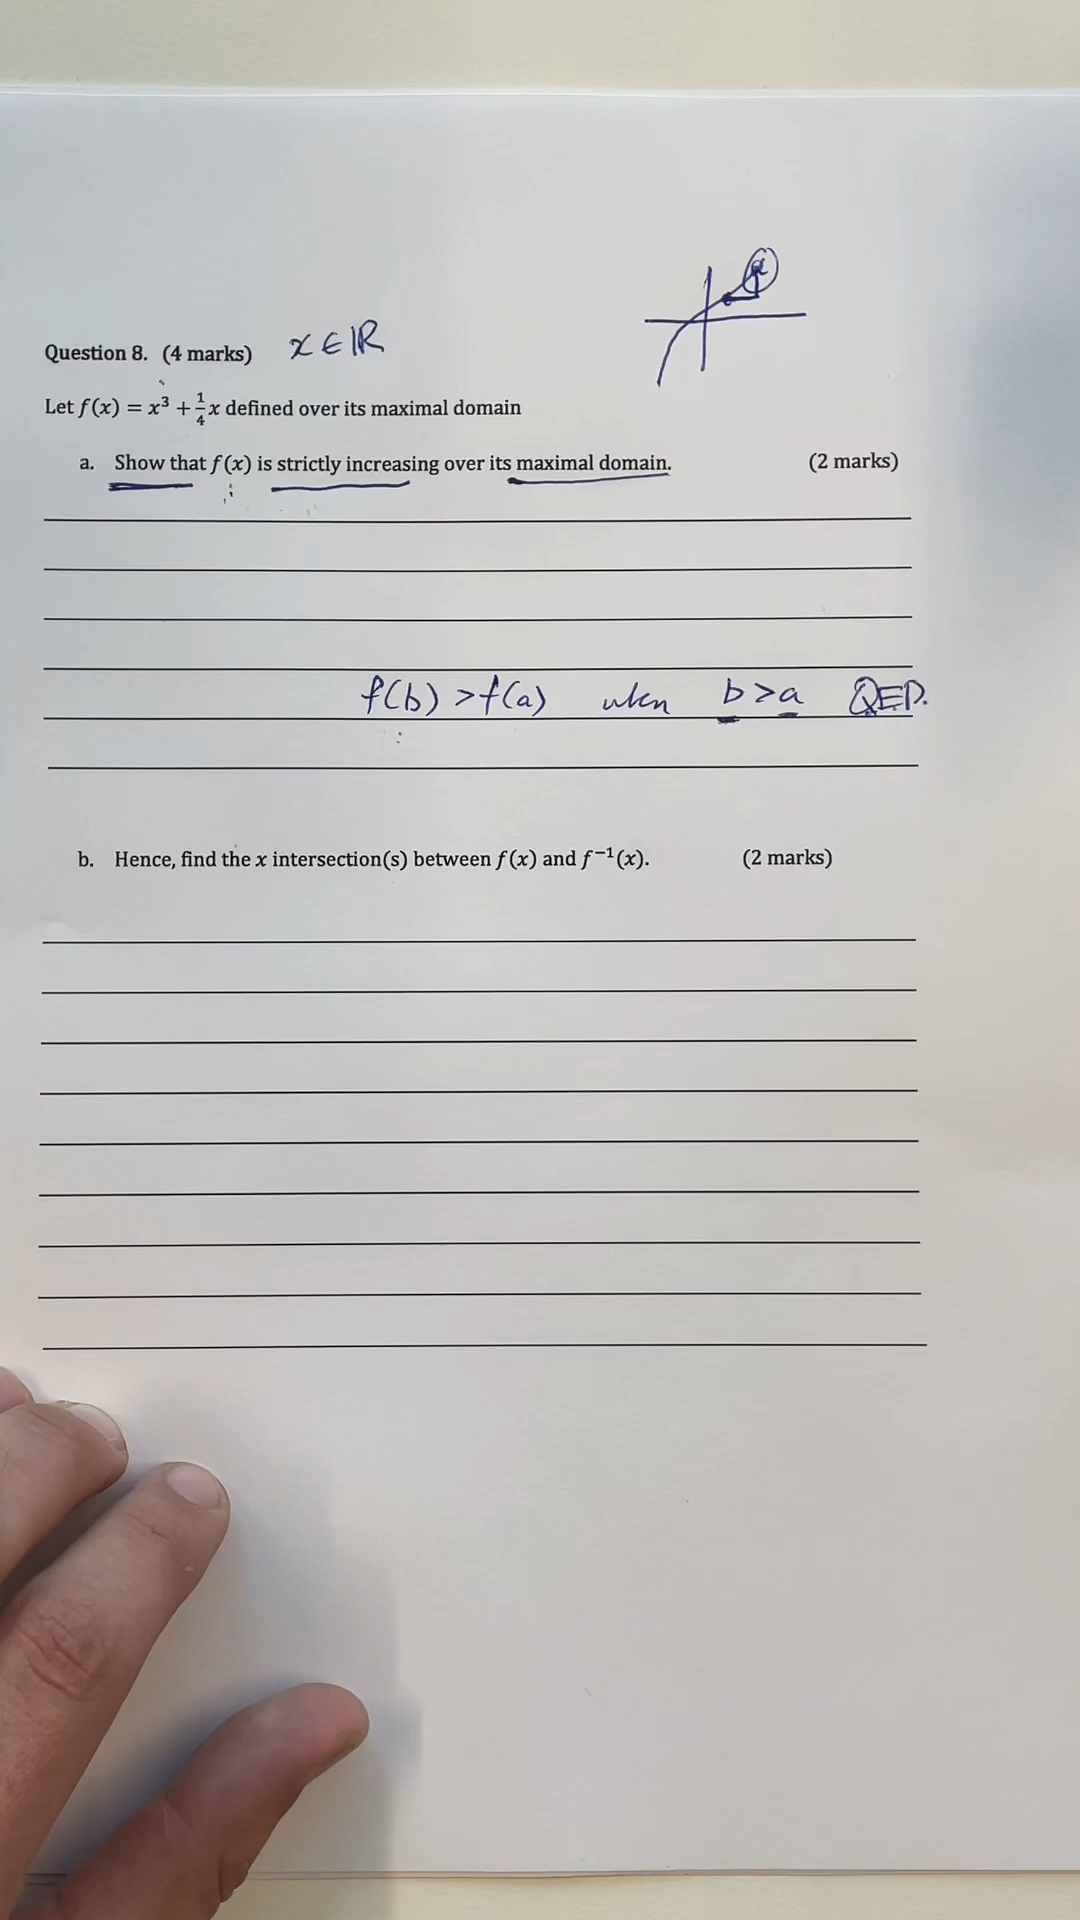 Question 8. (4 marks) x ∈ ℝ
Let f(x) = x³ + 1/4 x defined over its maximal domain
a. Show that f(x) is strictly increasing over its maximal domain. (2 marks)
f(b) > f(a) when b > a QED.
b. Hence, find the x intersection(s) between f(x) and f⁻¹(x). (2 marks)